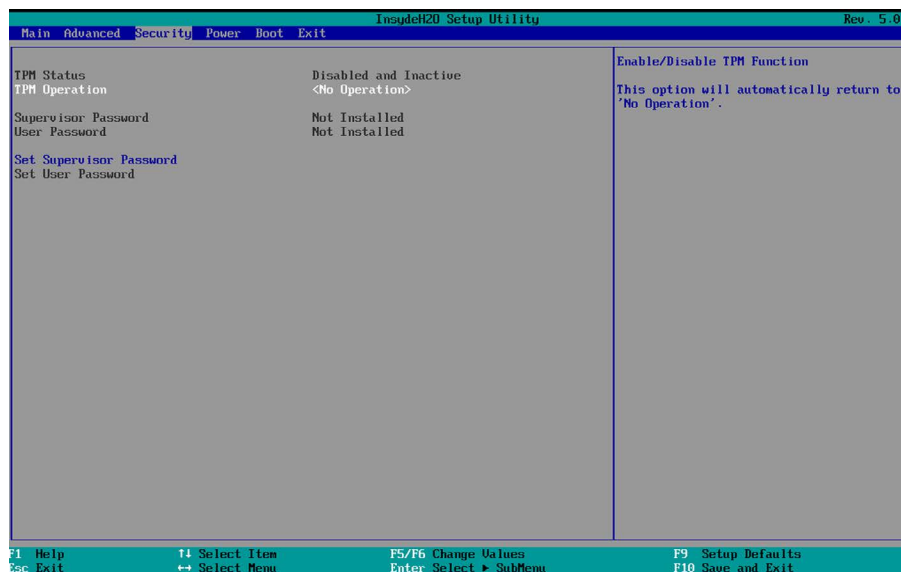 InsydeH2O Setup Utility Rev. 5.0
Main Advanced Security Power Boot Exit
TPM Status Disabled and Inactive
TPM Operation <No Operation>
Supervisor Password Not Installed
User Password Not Installed
Set Supervisor Password
Set User Password
Enable/Disable TPM Function
This option will automatically return to
'No Operation'.
F1 Help ↑↓ Select Item F5/F6 Change Values F9 Setup Defaults
Esc Exit ↔ Select Menu Enter Select ► SubMenu F10 Save and Exit